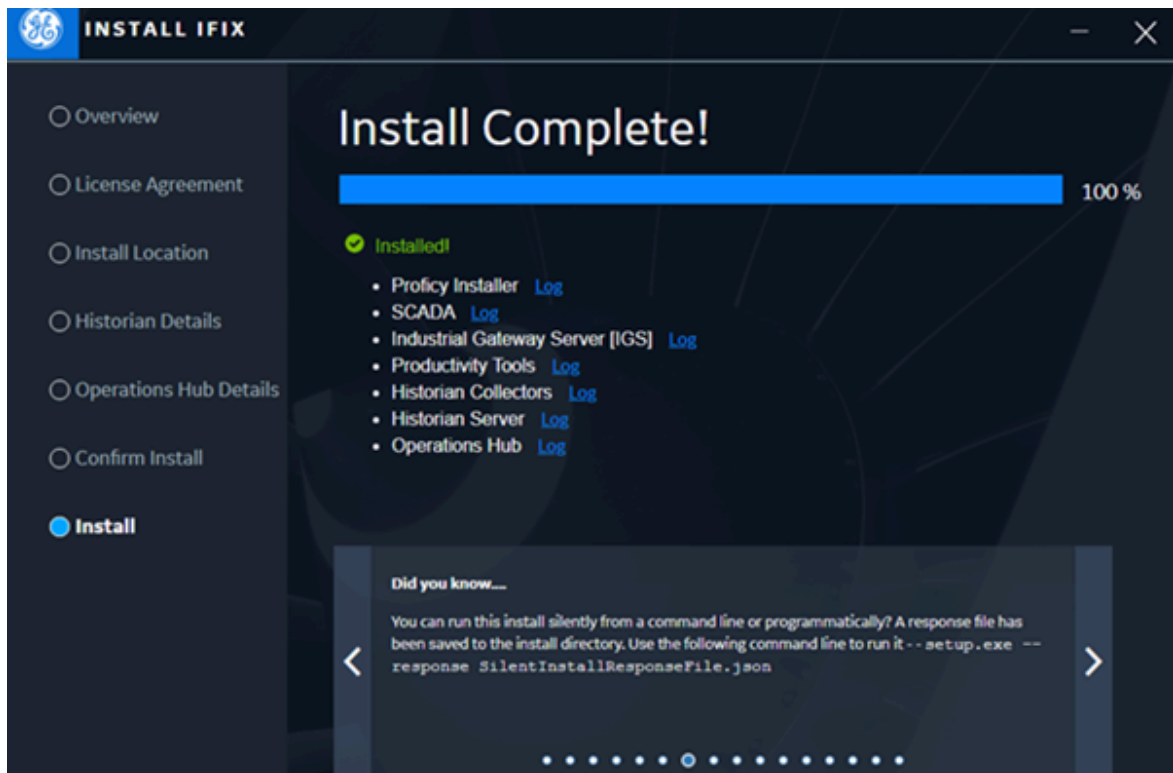 INSTALL IFIX
Overview
License Agreement
Install Location
Historian Details
Operations Hub Details
Confirm Install
Install
Install Complete!
100 %
Installed!
Proficy Installer Log
SCADA Log
Industrial Gateway Server [IGS] Log
Productivity Tools Log
Historian Collectors Log
Historian Server Log
Operations Hub Log
Did you know....
You can run this install silently from a command line or programmatically? A response file has
been saved to the install directory. Use the following command line to run it -- setup.exe --
response SilentInstallResponseFile.json